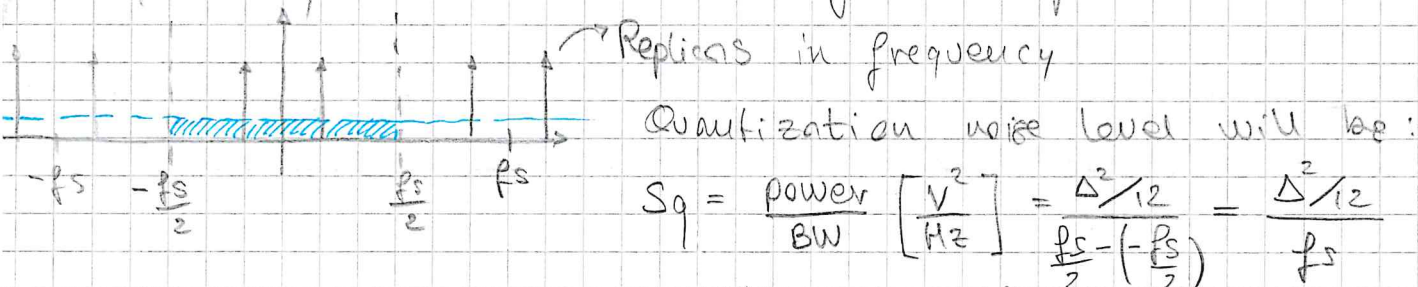 Replicas in frequency
Quantization noise level will be:
-fs -fs/2 fs/2 fs
Sq = power/BW [V²/Hz] = Δ²/12 / (fs/2 - (-fs/2)) = Δ²/12 / fs